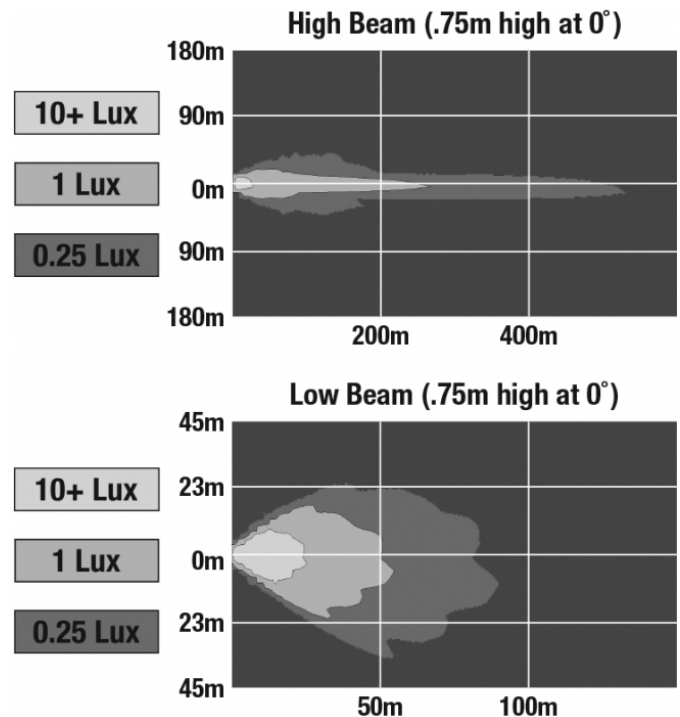 High Beam (.75m high at 0°)
180m
10+ Lux
90m
1 Lux
0m
0.25 Lux
90m
180m
200m 400m
Low Beam (.75m high at 0°)
45m
10+ Lux
23m
1 Lux
0m
0.25 Lux
23m
45m
50m 100m